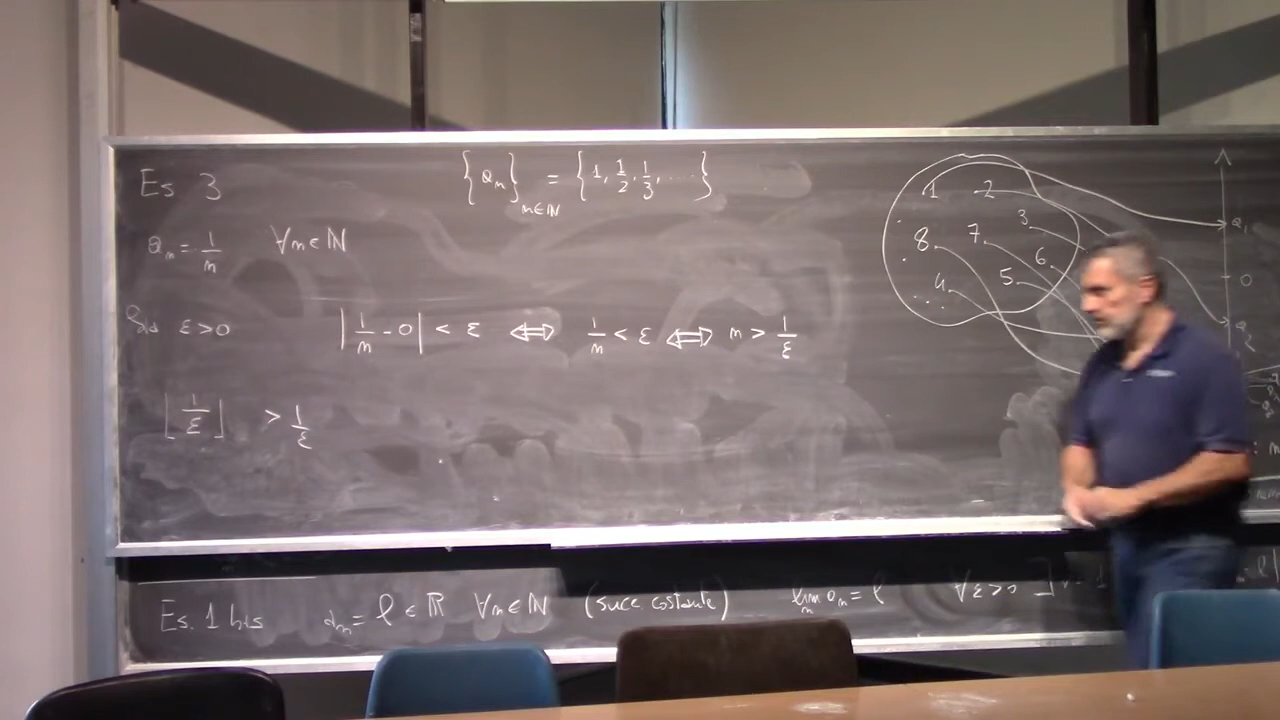 Es 3
{aₙ}ₙ∈ℕ = {1, 1/2, 1/3, ....}
aₙ = 1/n ∀n∈ℕ
Sia ε>0 |1/n - 0| < ε ⇔ 1/n < ε ⇔ n > 1/ε
⌊1/ε⌋ > 1/ε
1 2
3
8 7
6
4 5
a₁
0
a₂
Es. 1 bis aₙ = ℓ ∈ ℝ ∀n∈ℕ (succ costante) limₙ aₙ = ℓ ∀ε>0 ∃